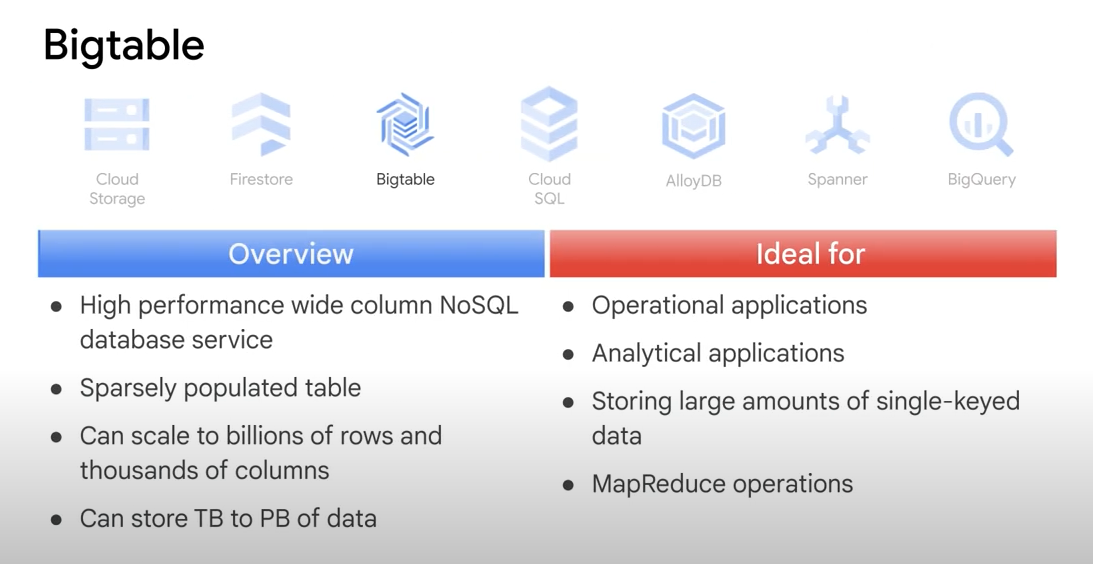 Bigtable
Cloud
Storage
Firestore
Bigtable
Cloud
SQL
AlloyDB
Spanner
BigQuery
Overview
● High performance wide column NoSQL
database service
● Sparsely populated table
● Can scale to billions of rows and
thousands of columns
● Can store TB to PB of data
Ideal for
● Operational applications
● Analytical applications
● Storing large amounts of single-keyed
data
● MapReduce operations